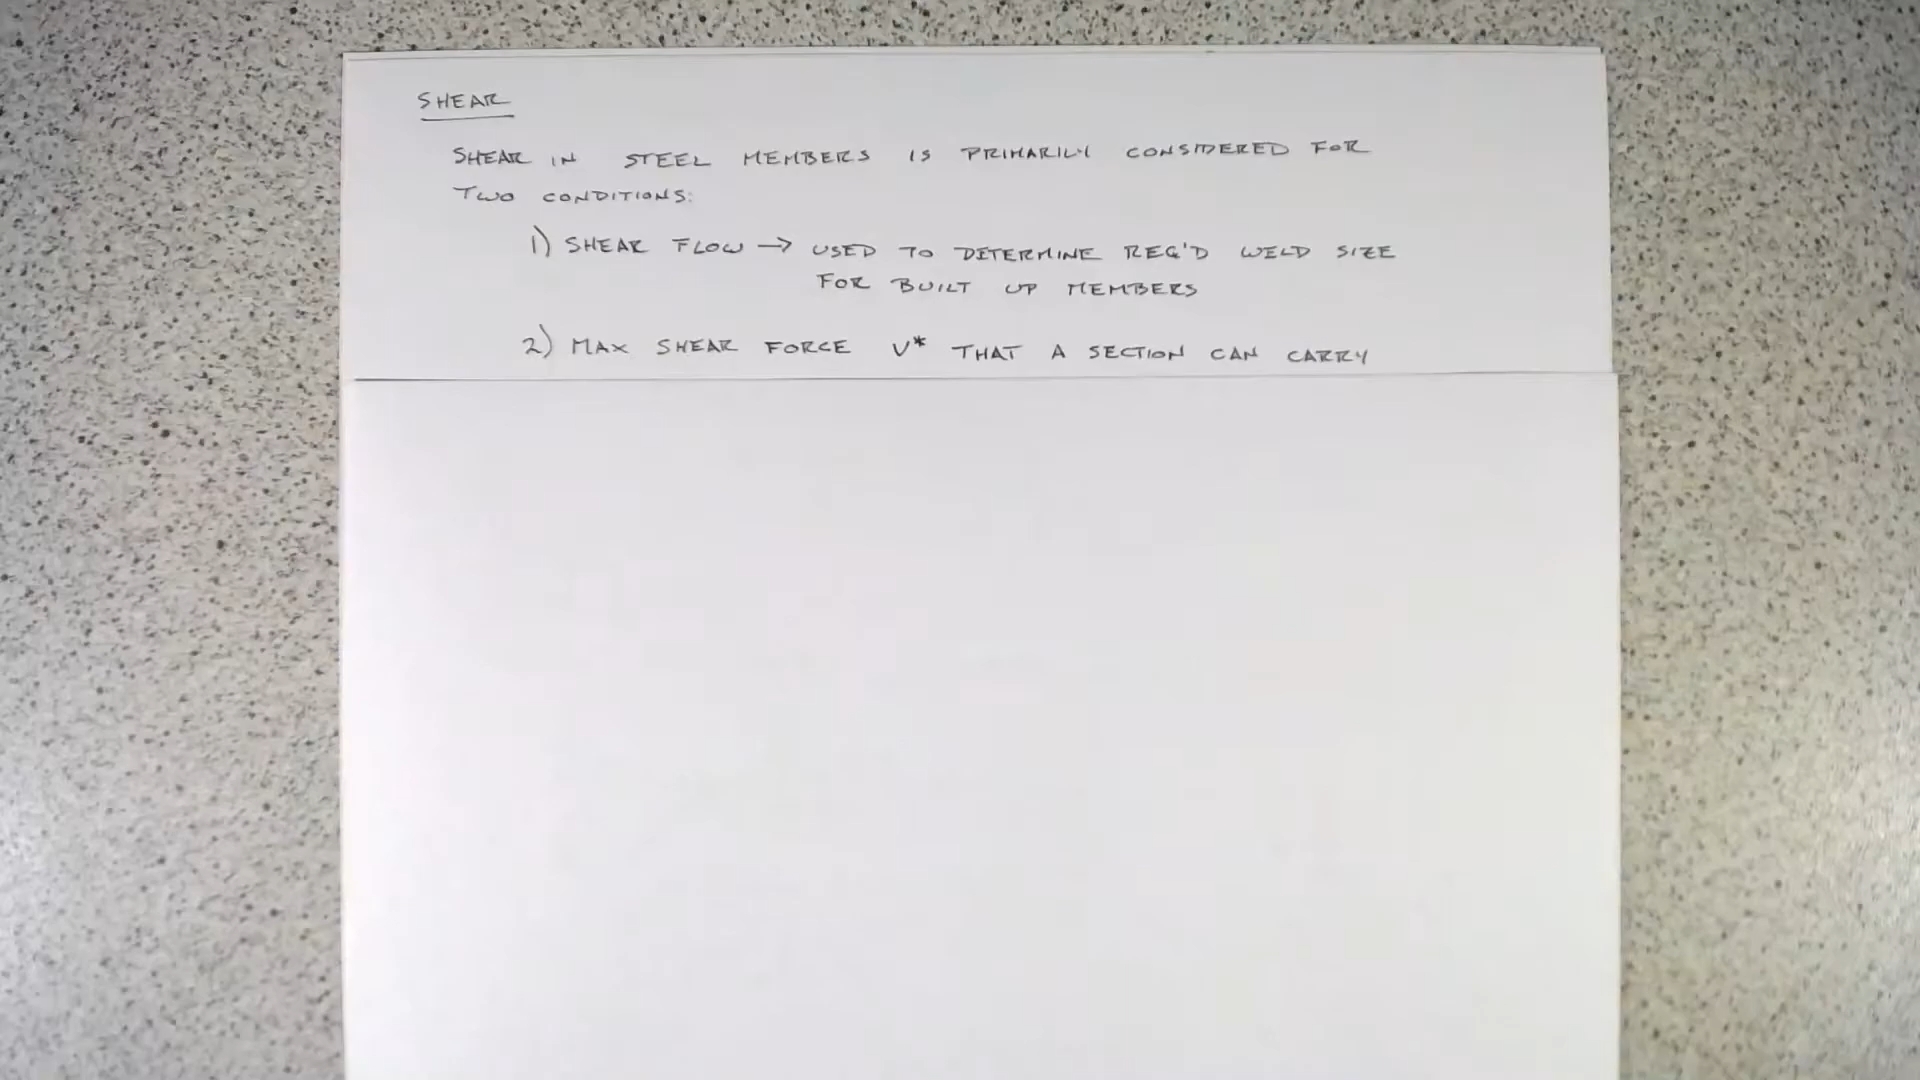 SHEAR
SHEAR IN STEEL MEMBERS IS PRIMARILY CONSIDERED FOR
TWO CONDITIONS:
1) SHEAR FLOW → USED TO DETERMINE REQ'D WELD SIZE
FOR BUILT UP MEMBERS
2) MAX SHEAR FORCE V* THAT A SECTION CAN CARRY